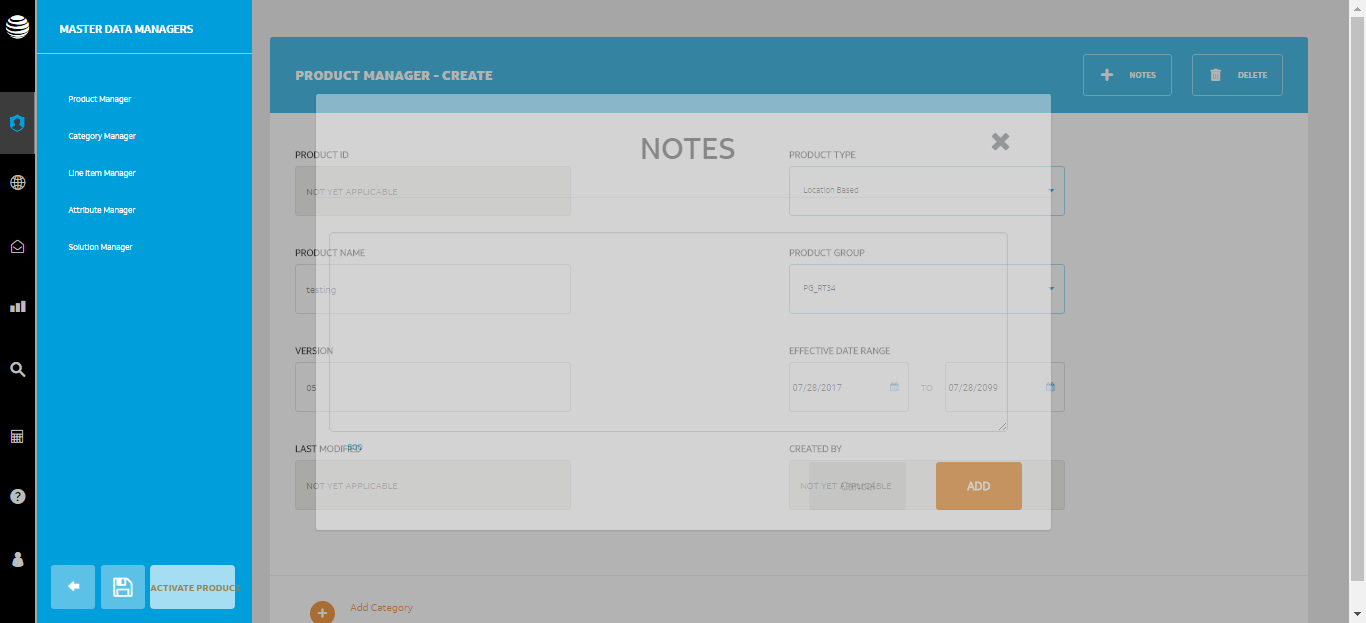 MASTER DATA MANAGERS
Product Manager
Category Manager
Line Item Manager
Attribute Manager
Solution Manager
ACTIVATE PRODUC
PRODUCT MANAGER - CREATE
NOTES
DELETE
NOTES
PRODUCT ID
NOT YET APPLICABLE
PRODUCT TYPE
Location Based
PRODUCT NAME
testing
PRODUCT GROUP
PG_RT34
VERSION
05
EFFECTIVE DATE RANGE
07/28/2017
TO
07/28/2099
LAST MODIFIED
NOT YET APPLICABLE
CREATED BY
NOT YET APPLICABLE
ADD
Add Category